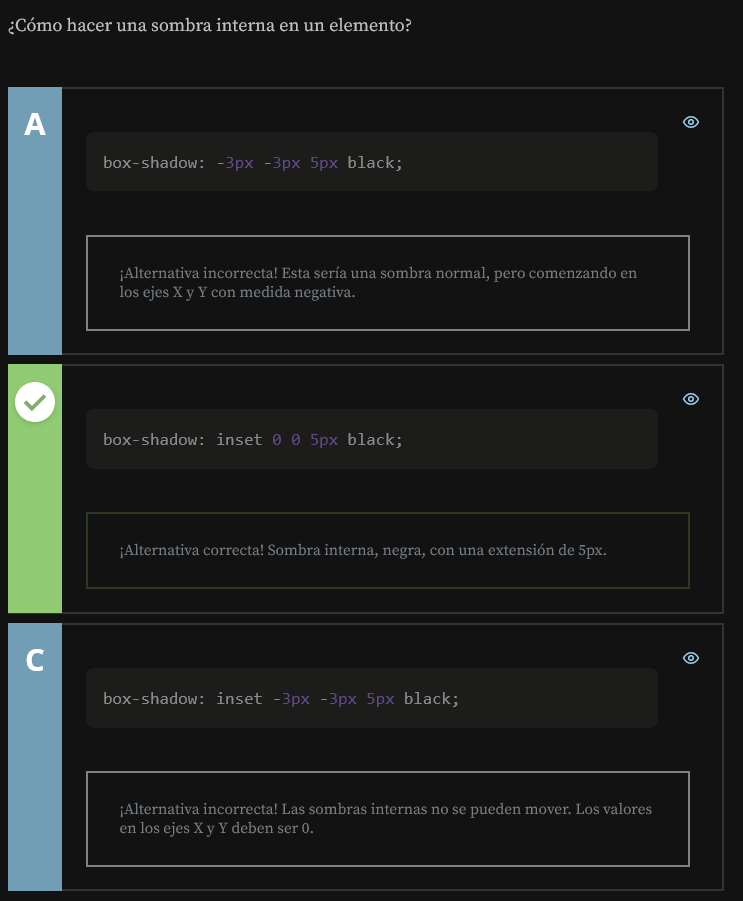 ¿Cómo hacer una sombra interna en un elemento?
A
box-shadow: -3px -3px 5px black;
¡Alternativa incorrecta! Esta sería una sombra normal, pero comenzando en
los ejes X y Y con medida negativa.
box-shadow: inset 0 0 5px black;
¡Alternativa correcta! Sombra interna, negra, con una extensión de 5px.
C
box-shadow: inset -3px -3px 5px black;
¡Alternativa incorrecta! Las sombras internas no se pueden mover. Los valores
en los ejes X y Y deben ser 0.